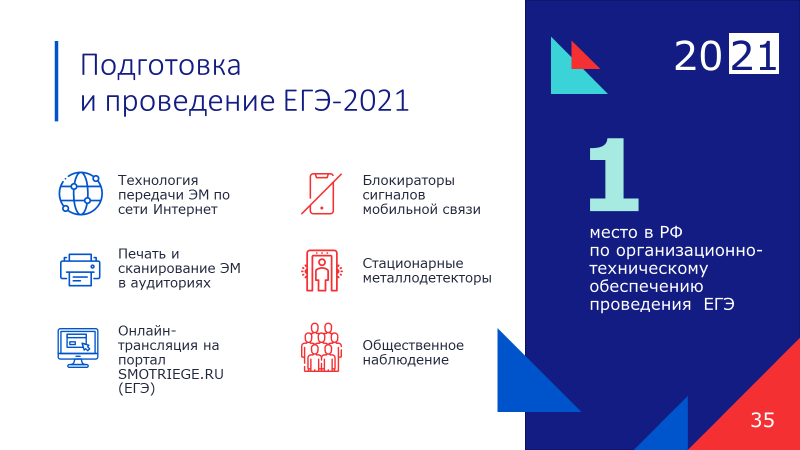 Подготовка
и проведение ЕГЭ-2021
Технология
передачи ЭМ по
сети Интернет
Печать и
сканирование ЭМ
в аудиториях
Онлайн-
трансляция на
портал
SMOTRIEGE.RU
(ЕГЭ)
Блокираторы
сигналов
мобильной связи
Стационарные
металлодетекторы
Общественное
наблюдение
2021
1
место в РФ
по организационно-
техническому
обеспечению
проведения  ЕГЭ
35